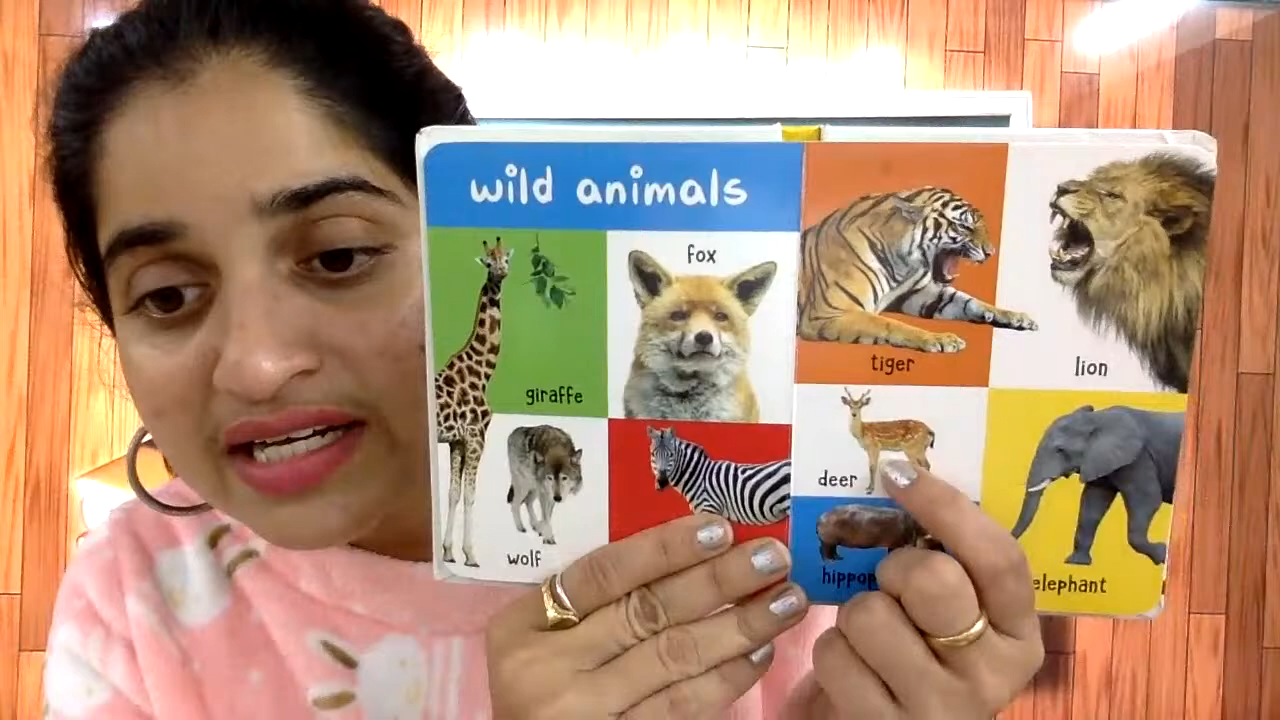 wild animals
giraffe
fox
wolf
tiger
lion
deer
elephant